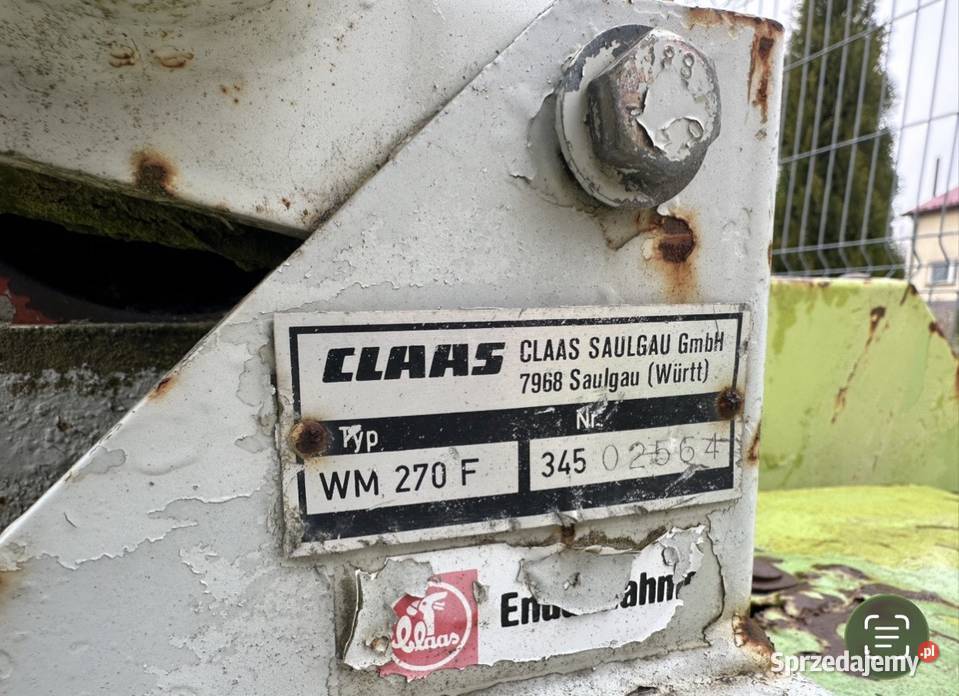 CLAAS
CLAAS SAULGAU GmbH
7968 Saulgau (Württ)
Typ
Nr.
WM 270 F
345 02564
Claas
Sprzedajemy.pl